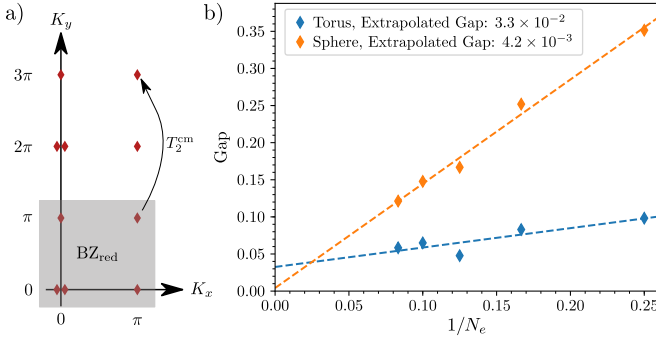 a)
K_y
3π
2π
π
0
T_2^cm
BZ_red
K_x
0
π
b)
Torus, Extrapolated Gap: 3.3 × 10^−2
Sphere, Extrapolated Gap: 4.2 × 10^−3
Gap
0.35
0.30
0.25
0.20
0.15
0.10
0.05
0.00
0.00 0.05 0.10 0.15 0.20 0.25
1/N_e